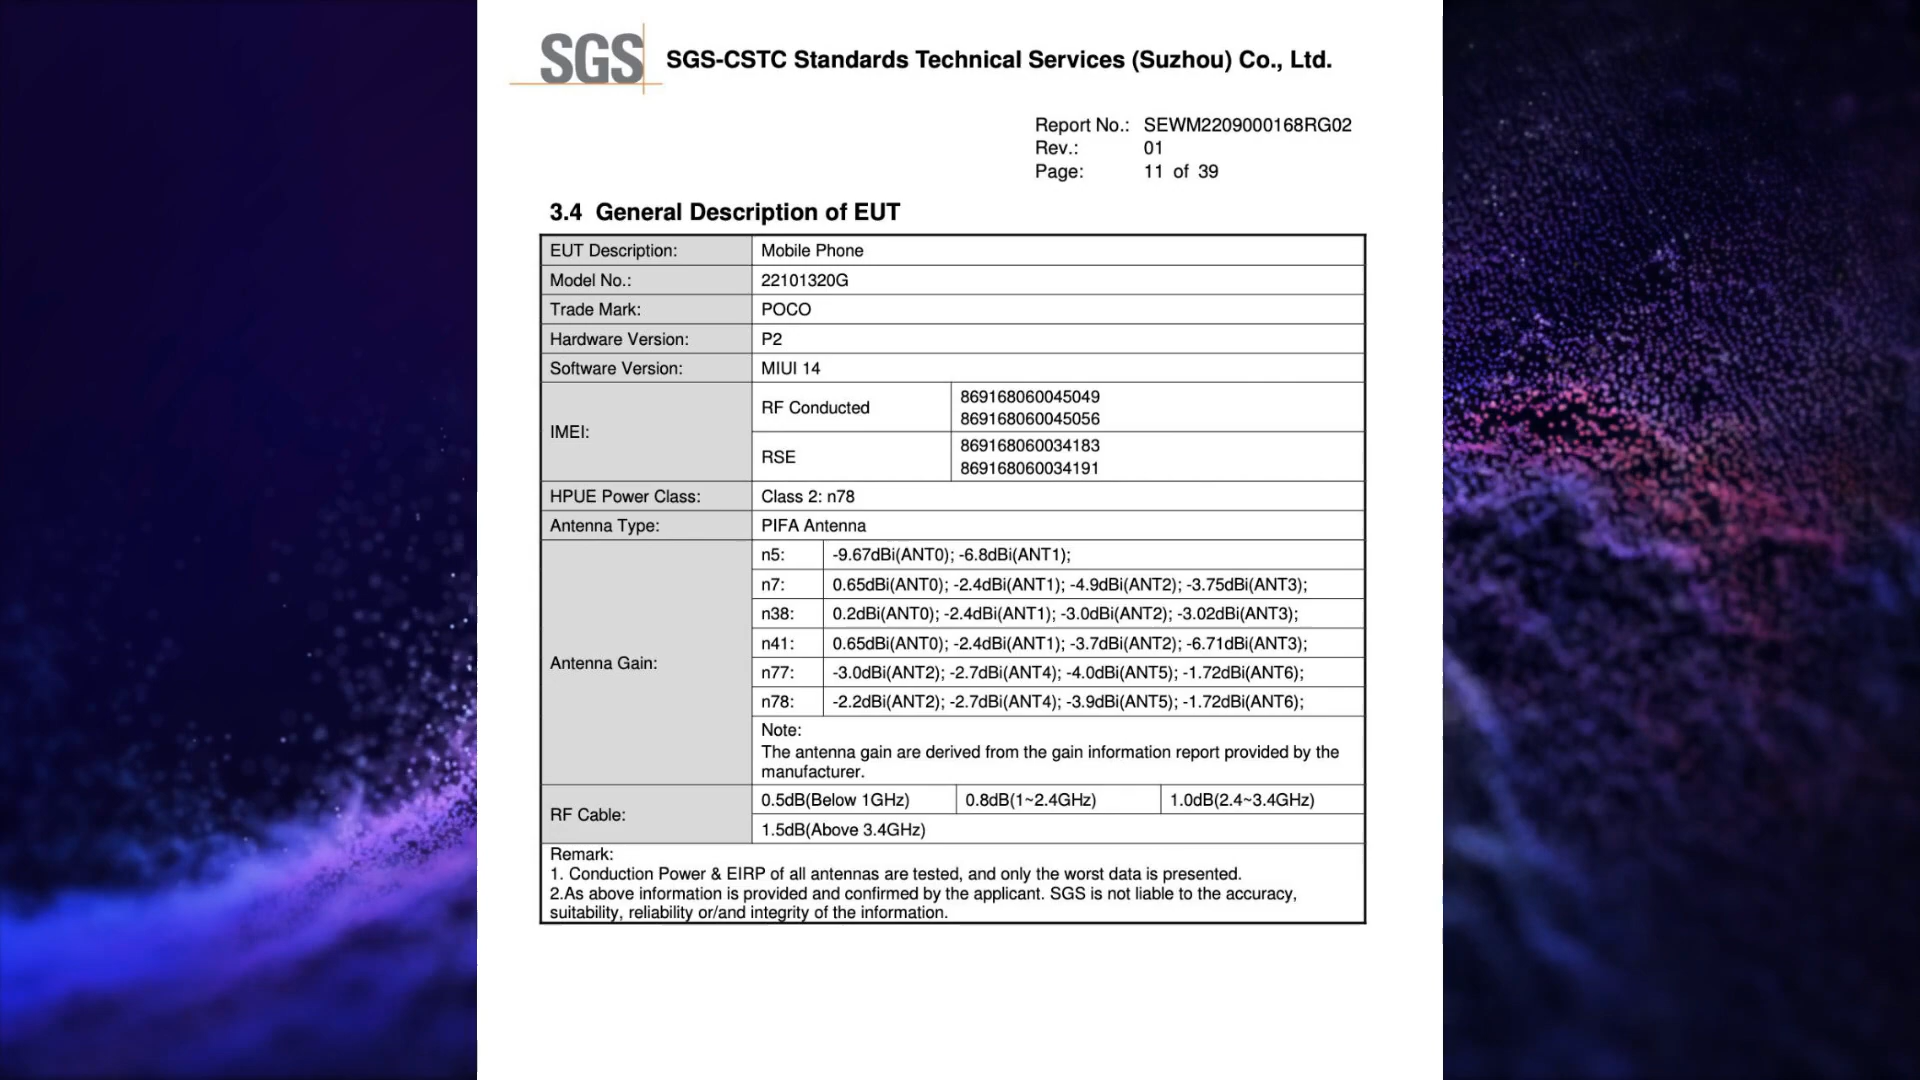 SGS SGS-CSTC Standards Technical Services (Suzhou) Co., Ltd.
Report No.: SEWM2209000168RG02
Rev.: 01
Page: 11 of 39
3.4 General Description of EUT
EUT Description: Mobile Phone
Model No.: 22101320G
Trade Mark: POCO
Hardware Version: P2
Software Version: MIUI 14
IMEI:
RF Conducted
869168060045049
869168060045056
RSE
869168060034183
869168060034191
HPUE Power Class: Class 2: n78
Antenna Type: PIFA Antenna
Antenna Gain:
n5: -9.67dBi(ANT0); -6.8dBi(ANT1);
n7: 0.65dBi(ANT0); -2.4dBi(ANT1); -4.9dBi(ANT2); -3.75dBi(ANT3);
n38: 0.2dBi(ANT0); -2.4dBi(ANT1); -3.0dBi(ANT2); -3.02dBi(ANT3);
n41: 0.65dBi(ANT0); -2.4dBi(ANT1); -3.7dBi(ANT2); -6.71dBi(ANT3);
n77: -3.0dBi(ANT2); -2.7dBi(ANT4); -4.0dBi(ANT5); -1.72dBi(ANT6);
n78: -2.2dBi(ANT2); -2.7dBi(ANT4); -3.9dBi(ANT5); -1.72dBi(ANT6);
Note:
The antenna gain are derived from the gain information report provided by the
manufacturer.
RF Cable:
0.5dB(Below 1GHz) 0.8dB(1~2.4GHz) 1.0dB(2.4~3.4GHz)
1.5dB(Above 3.4GHz)
Remark:
1. Conduction Power & EIRP of all antennas are tested, and only the worst data is presented.
2.As above information is provided and confirmed by the applicant. SGS is not liable to the accuracy,
suitability, reliability or/and integrity of the information.